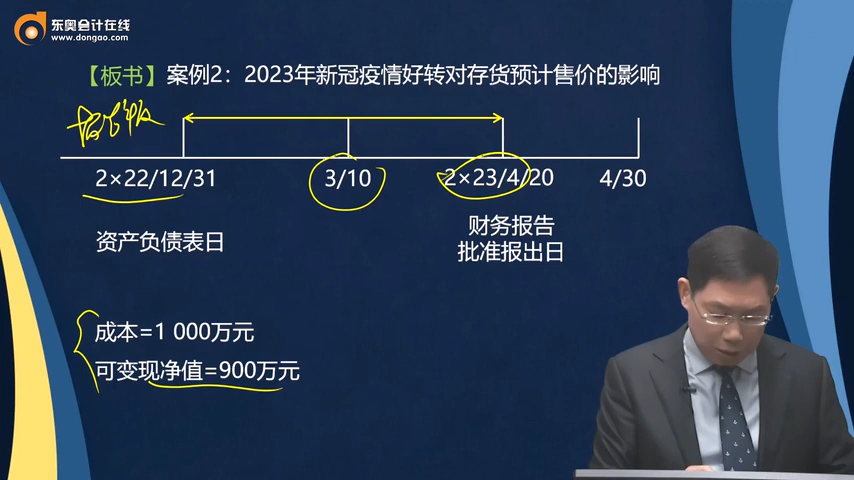 东奥会计在线
www.dongao.com
【板书】案例2：2023年新冠疫情好转对存货预计售价的影响
2×22/12/31 3/10 2×23/4/20 4/30
资产负债表日
财务报告
批准报出日
成本=1 000万元
可变现净值=900万元